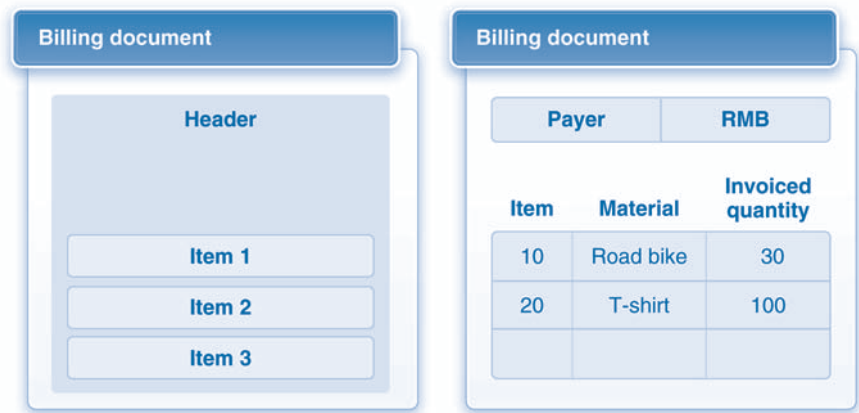 Billing document
Header
Item 1
Item 2
Item 3
Billing document
Payer RMB
Item Material Invoiced quantity
10 Road bike 30
20 T-shirt 100